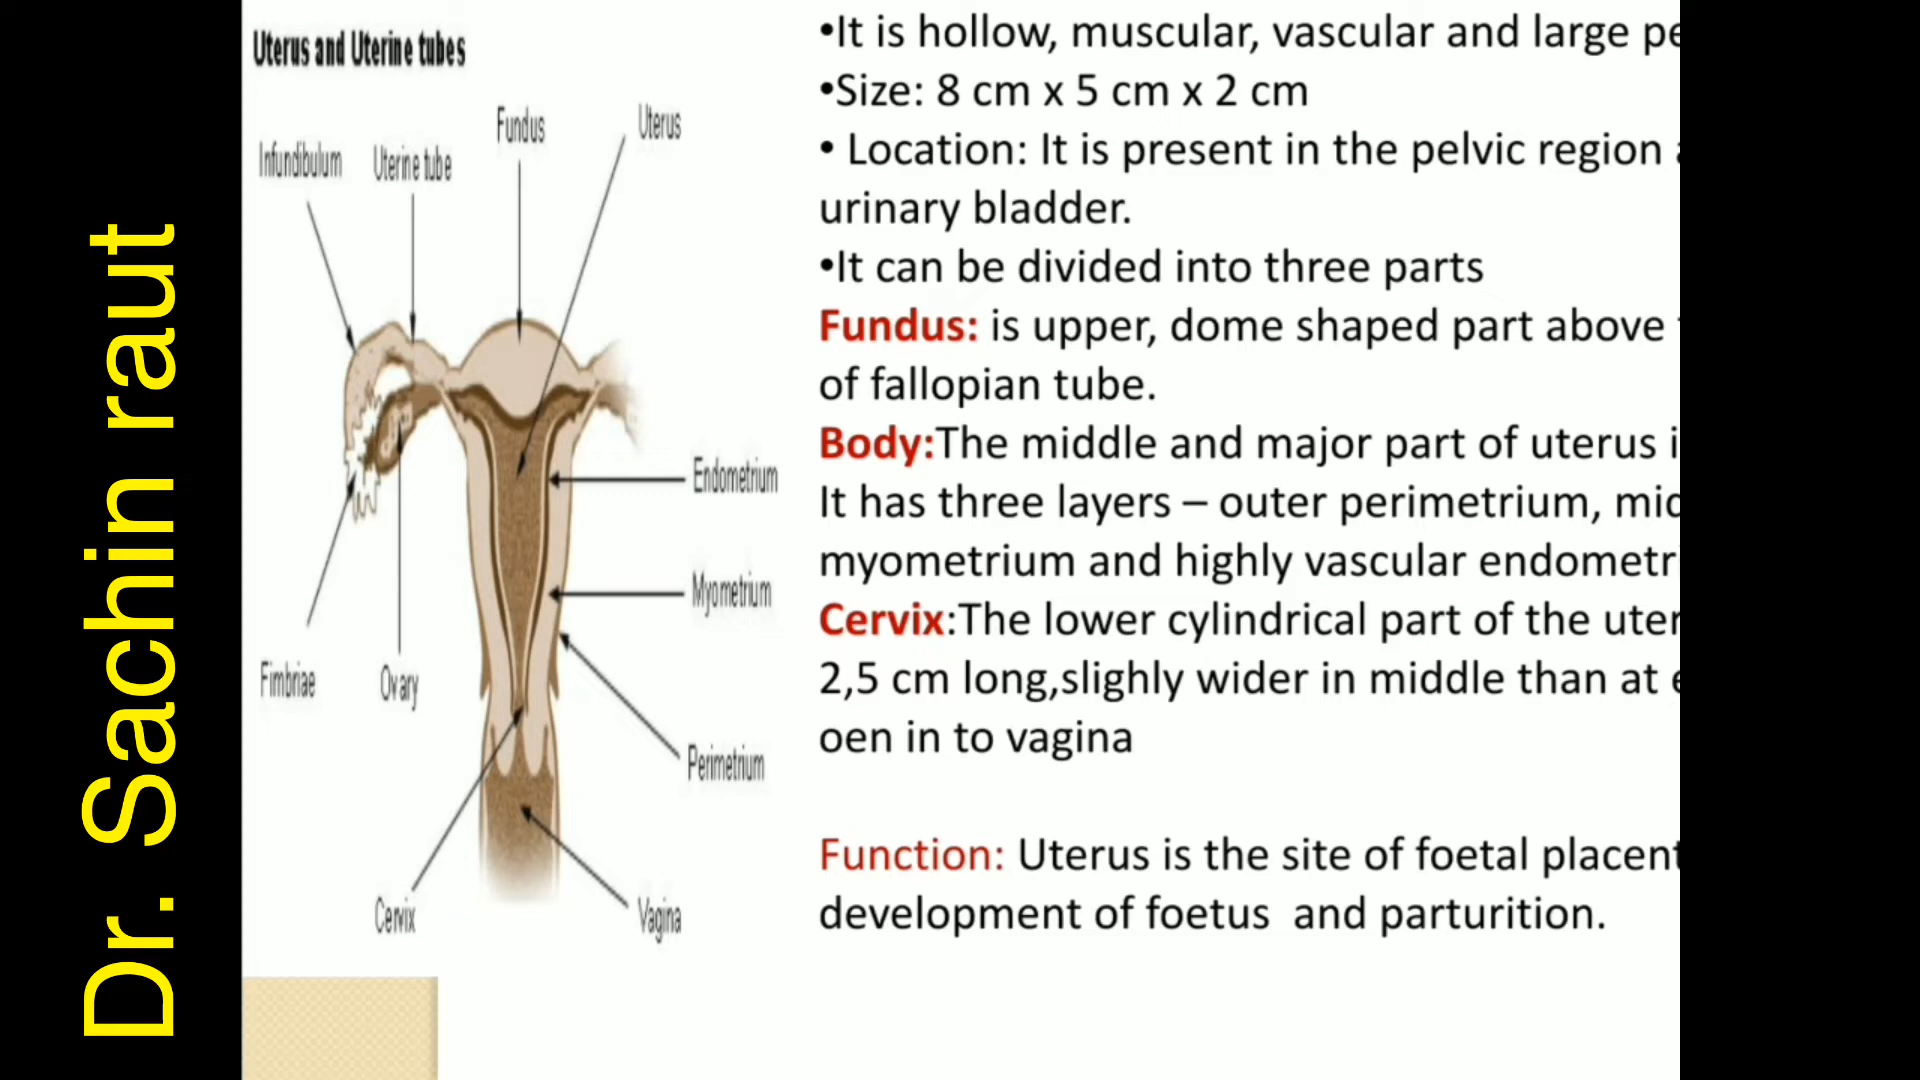 Dr. Sachin raut
Uterus and Uterine tubes
Fundus
Uterus
Infundibulum
Uterine tube
Endometrium
Myometrium
Fimbriae
Ovary
Perimetrium
Cervix
Vagina
•It is hollow, muscular, vascular and large
•Size: 8 cm x 5 cm x 2 cm
• Location: It is present in the pelvic region
urinary bladder.
•It can be divided into three parts
Fundus: is upper, dome shaped part above
of fallopian tube.
Body:The middle and major part of uterus
It has three layers – outer perimetrium,
myometrium and highly vascular
Cervix:The lower cylindrical part of the
2,5 cm long,slighly wider in middle than at
oen in to vagina
Function: Uterus is the site of foetal
development of foetus and parturition.